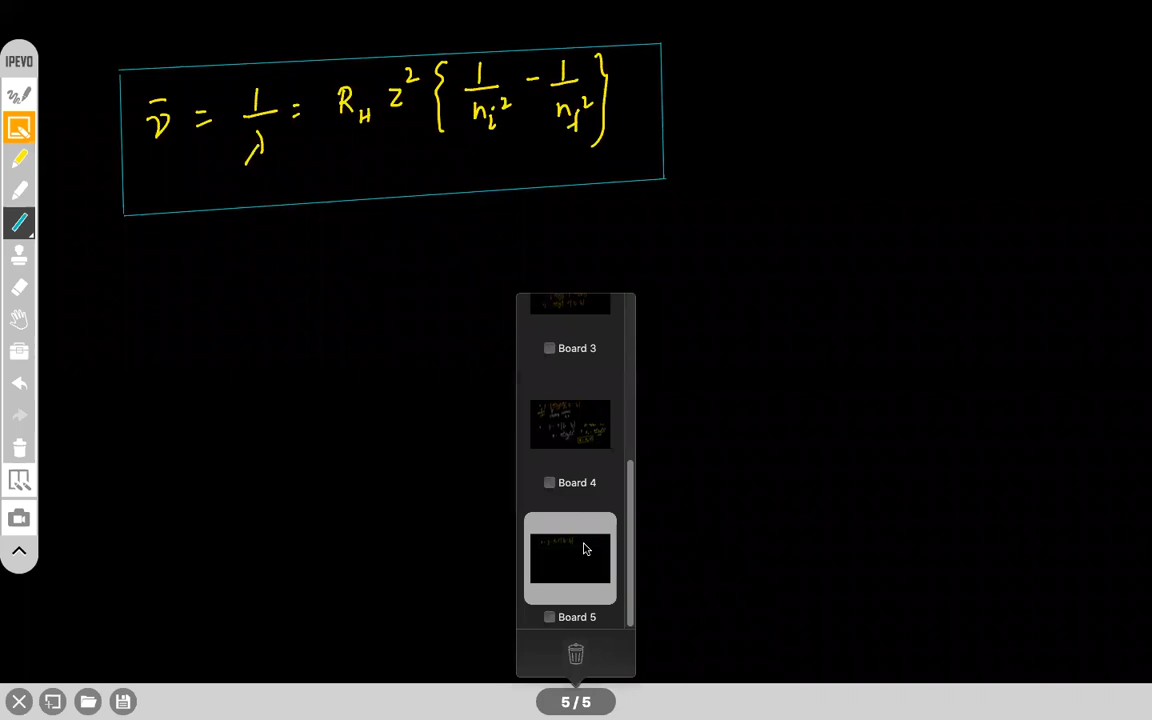 IPEVO
ν̄ = 1/λ = R_H Z² { 1/n_i² − 1/n_f² }
Board 3
Board 4
Board 5
5 / 5